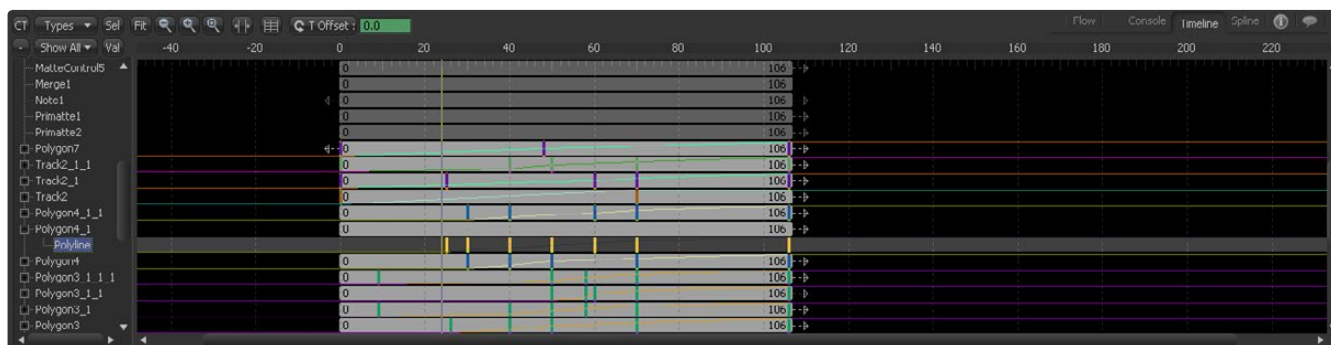 CT Types Sel Fit T Offset : 0.0 Flow Console Timeline Spline
- Show All Val -40 -20 0 20 40 60 80 100 120 140 160 180 200 220
MatteControl5 0 106
Merge1 0 106
Note1 0 106
Primatte1 0 106
Primatte2 0 106
Polygon7 0 106
Track2_1_1 0 106
Track2_1 0 106
Track2 0 106
Polygon4_1_1 0 106
Polygon4_1 0 106
Polyline
Polygon4 0 106
Polygon3_1_1_1 0 106
Polygon3_1_1 0 106
Polygon3_1 0 106
Polygon3 0 106